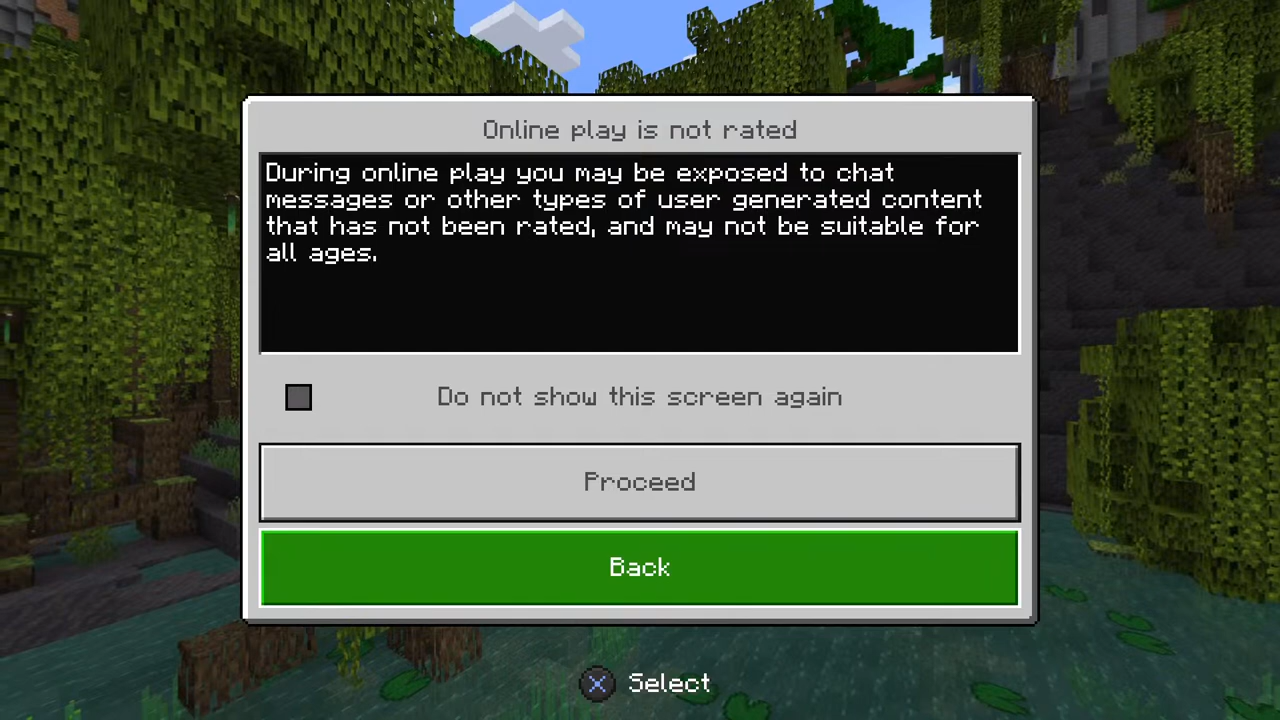 Online play is not rated
During online play you may be exposed to chat
messages or other types of user generated content
that has not been rated, and may not be suitable for
all ages.
Do not show this screen again
Proceed
Back
Select